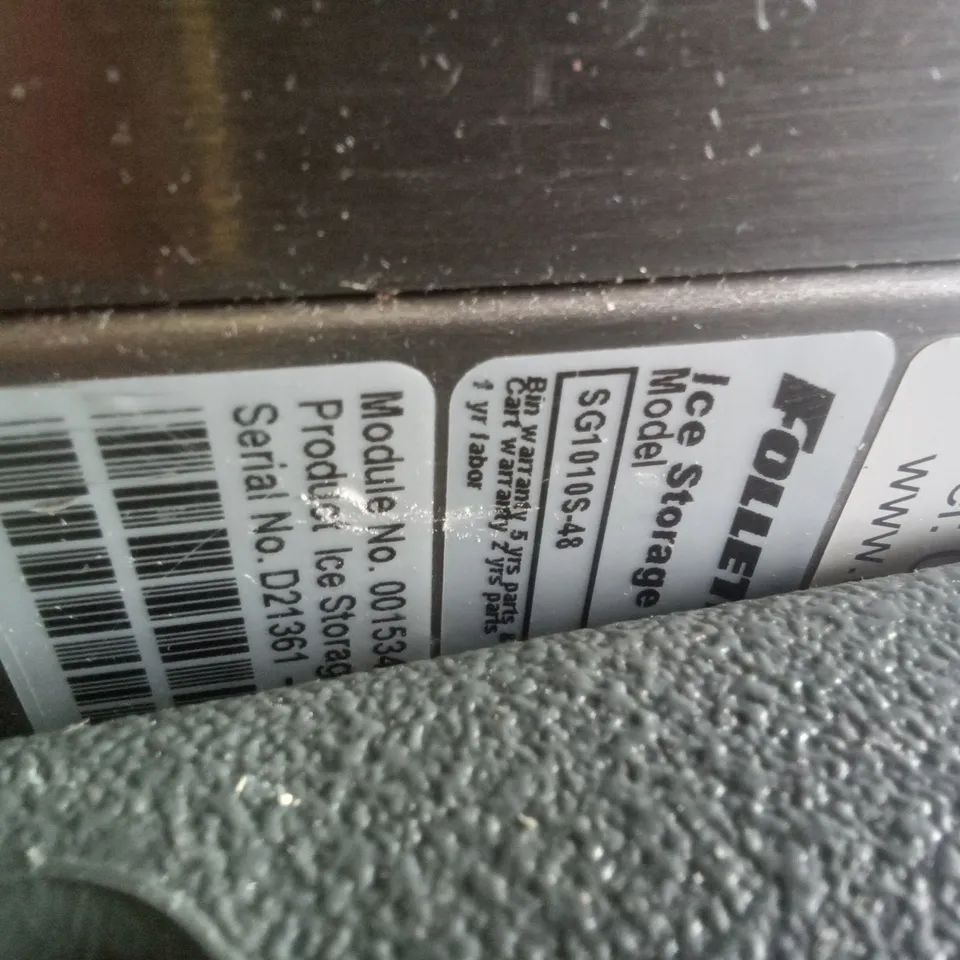 FOLLET
Ice Storage
Model
SG1010S-48
Bin warranty 5 yrs parts &
Cart warranty 2 yrs parts
1 yr labor
Module No. 001534
Product Ice Storag
Serial No. D21361
www.